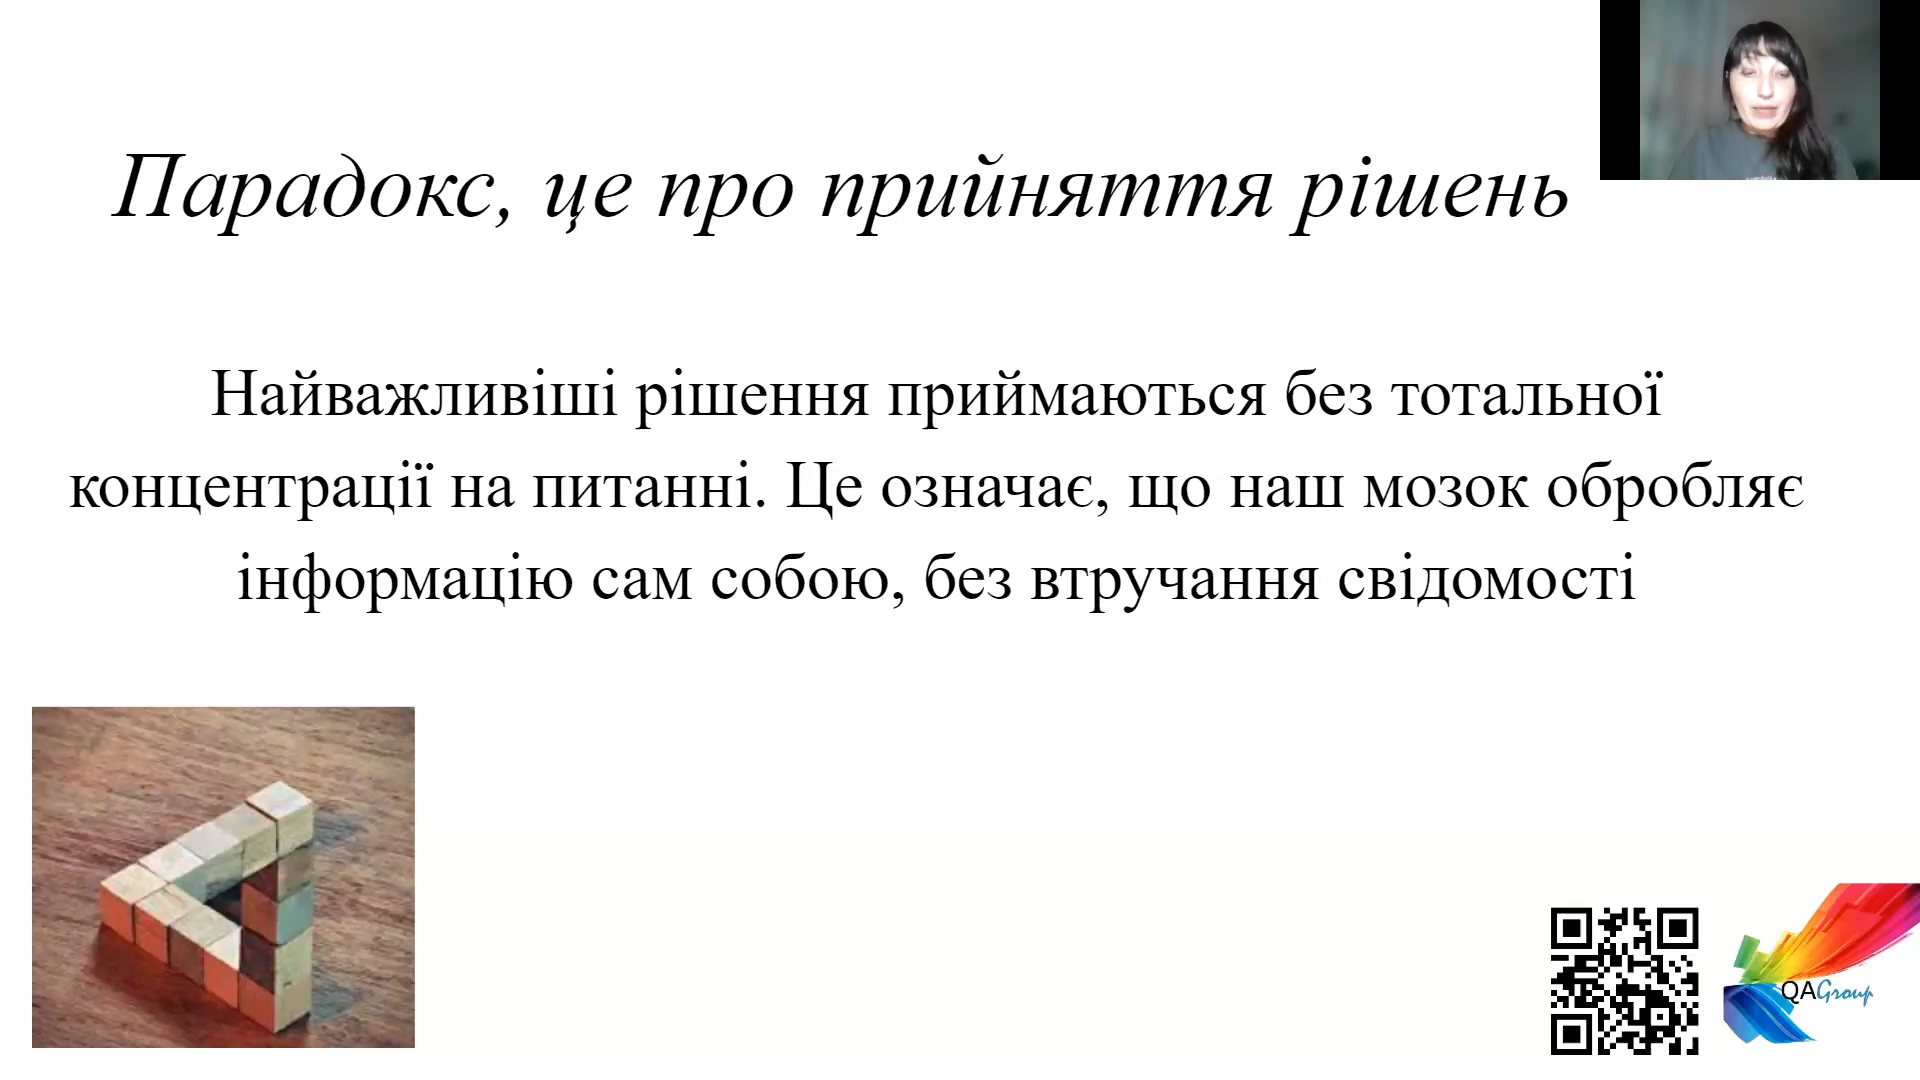 Парадокс, це про прийняття рішень
Найважливіші рішення приймаються без тотальної
концентрації на питанні. Це означає, що наш мозок обробляє
інформацію сам собою, без втручання свідомості
QAGroup